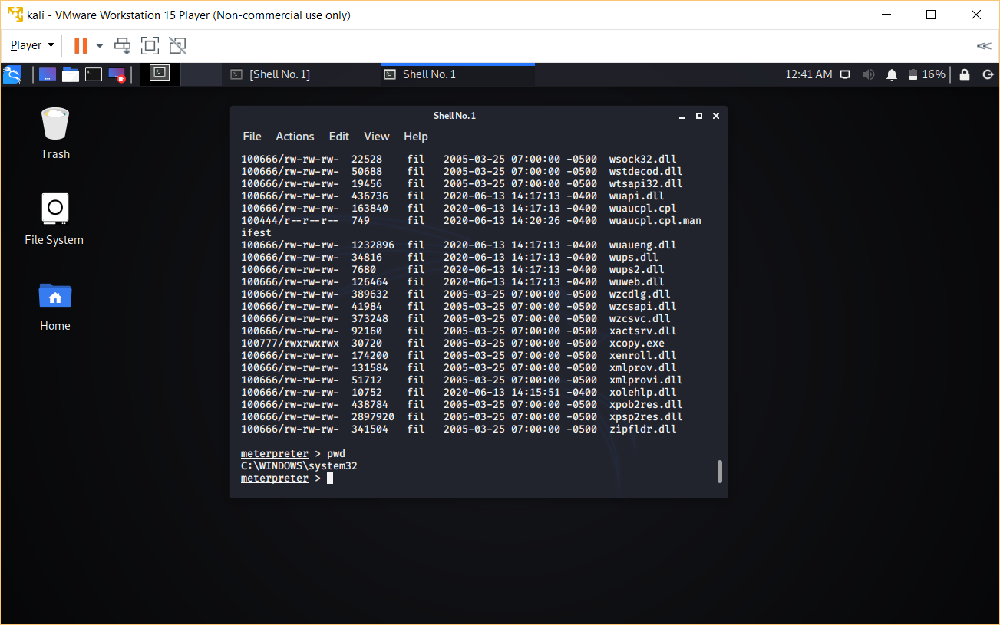 kali - VMware Workstation 15 Player (Non-commercial use only)
Player
[Shell No. 1]
Shell No. 1
12:41 AM
16%
Trash
File System
Home
Shell No. 1
File Actions Edit View Help
100666/rw-rw-rw- 22528 fil 2005-03-25 07:00:00 -0500 wsock32.dll
100666/rw-rw-rw- 50688 fil 2005-03-25 07:00:00 -0500 wstdecod.dll
100666/rw-rw-rw- 19456 fil 2005-03-25 07:00:00 -0500 wtsapi32.dll
100666/rw-rw-rw- 436736 fil 2020-06-13 14:17:13 -0400 wuapi.dll
100666/rw-rw-rw- 163840 fil 2020-06-13 14:17:13 -0400 wuaucpl.cpl
100444/r--r--r-- 749 fil 2020-06-13 14:20:26 -0400 wuaucpl.cpl.man
ifest
100666/rw-rw-rw- 1232896 fil 2020-06-13 14:17:13 -0400 wuaueng.dll
100666/rw-rw-rw- 34816 fil 2020-06-13 14:17:13 -0400 wups.dll
100666/rw-rw-rw- 7680 fil 2020-06-13 14:17:13 -0400 wups2.dll
100666/rw-rw-rw- 126464 fil 2020-06-13 14:17:13 -0400 wuweb.dll
100666/rw-rw-rw- 389632 fil 2005-03-25 07:00:00 -0500 wzcdlg.dll
100666/rw-rw-rw- 41984 fil 2005-03-25 07:00:00 -0500 wzcsapi.dll
100666/rw-rw-rw- 373248 fil 2005-03-25 07:00:00 -0500 wzcsvc.dll
100666/rw-rw-rw- 92160 fil 2005-03-25 07:00:00 -0500 xactsrv.dll
100777/rwxrwxrwx 30720 fil 2005-03-25 07:00:00 -0500 xcopy.exe
100666/rw-rw-rw- 174200 fil 2005-03-25 07:00:00 -0500 xenroll.dll
100666/rw-rw-rw- 131584 fil 2005-03-25 07:00:00 -0500 xmlprov.dll
100666/rw-rw-rw- 51712 fil 2005-03-25 07:00:00 -0500 xmlprovi.dll
100666/rw-rw-rw- 10752 fil 2020-06-13 14:15:51 -0400 xolehlp.dll
100666/rw-rw-rw- 438784 fil 2005-03-25 07:00:00 -0500 xpob2res.dll
100666/rw-rw-rw- 2897920 fil 2005-03-25 07:00:00 -0500 xpsp2res.dll
100666/rw-rw-rw- 341504 fil 2005-03-25 07:00:00 -0500 zipfldr.dll
meterpreter > pwd
C:\WINDOWS\system32
meterpreter >